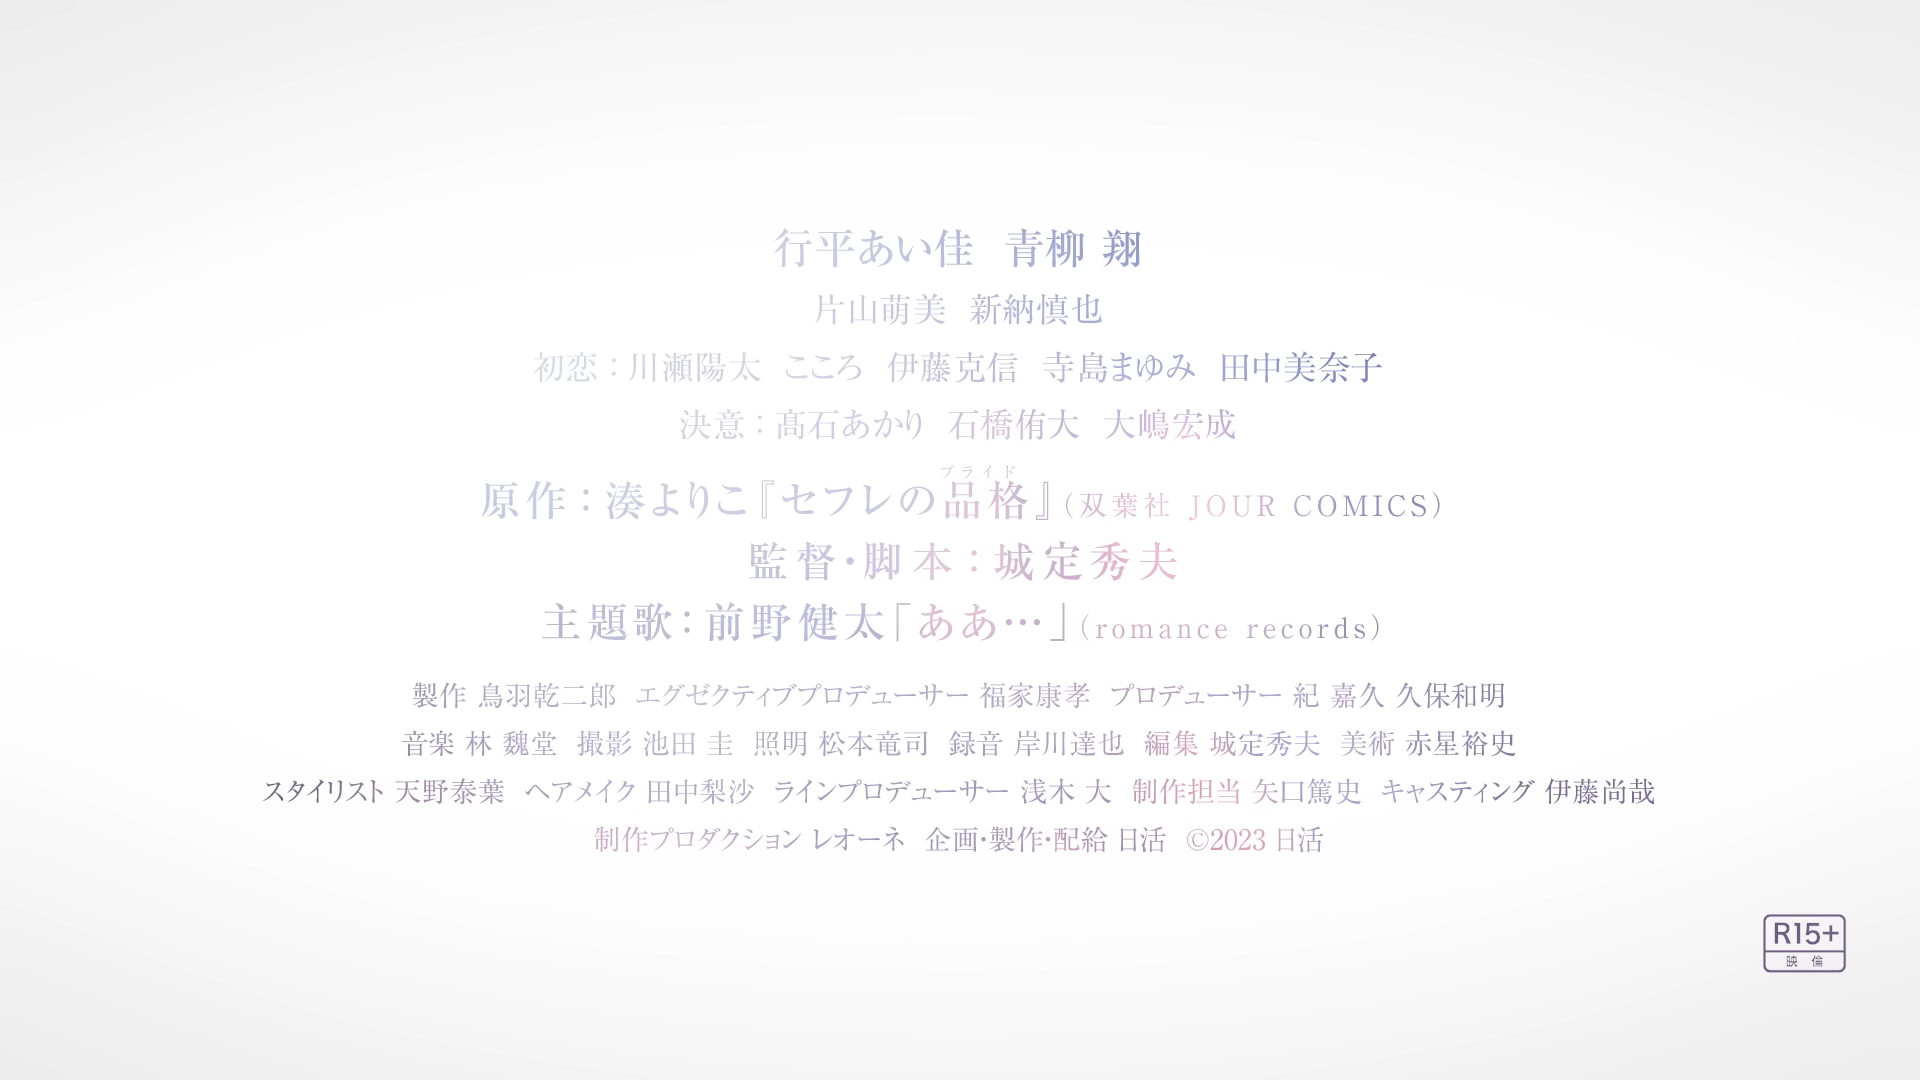 行平あい佳 青柳 翔
片山萌美 新納慎也
初恋：川瀬陽太 こころ 伊藤克信 寺島まゆみ 田中美奈子
決意：髙石あかり 石橋侑大 大嶋宏成
プライド
原作：湊よりこ『セフレの品格』（双葉社 JOUR COMICS）
監督・脚本：城定秀夫
主題歌：前野健太「ああ…」（romance records）
製作 鳥羽乾二郎 エグゼクティブプロデューサー 福家康孝 プロデューサー 紀 嘉久 久保和明
音楽 林 魏堂 撮影 池田 圭 照明 松本竜司 録音 岸川達也 編集 城定秀夫 美術 赤星裕史
スタイリスト 天野泰葉 ヘアメイク 田中梨沙 ラインプロデューサー 浅木 大 制作担当 矢口篤史 キャスティング 伊藤尚哉
制作プロダクション レオーネ 企画・製作・配給 日活 ©2023 日活
R15+
映倫